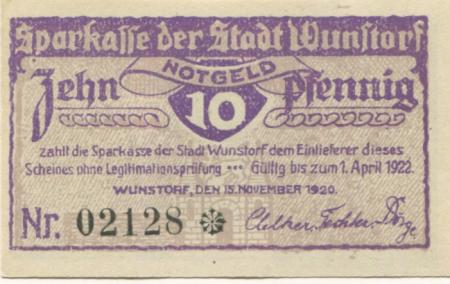 Sparkasse der Stadt Wunstorf
NOTGELD
Zehn 10 Pfennig
zahlt die Sparkasse der Stadt Wunstorf dem Einlieferer dieses
Scheines ohne Legitimationsprüfung *** Gültig bis zum 1. April 1922.
WUNSTORF, DEN 15. NOVEMBER 1920.
Nr. 02128